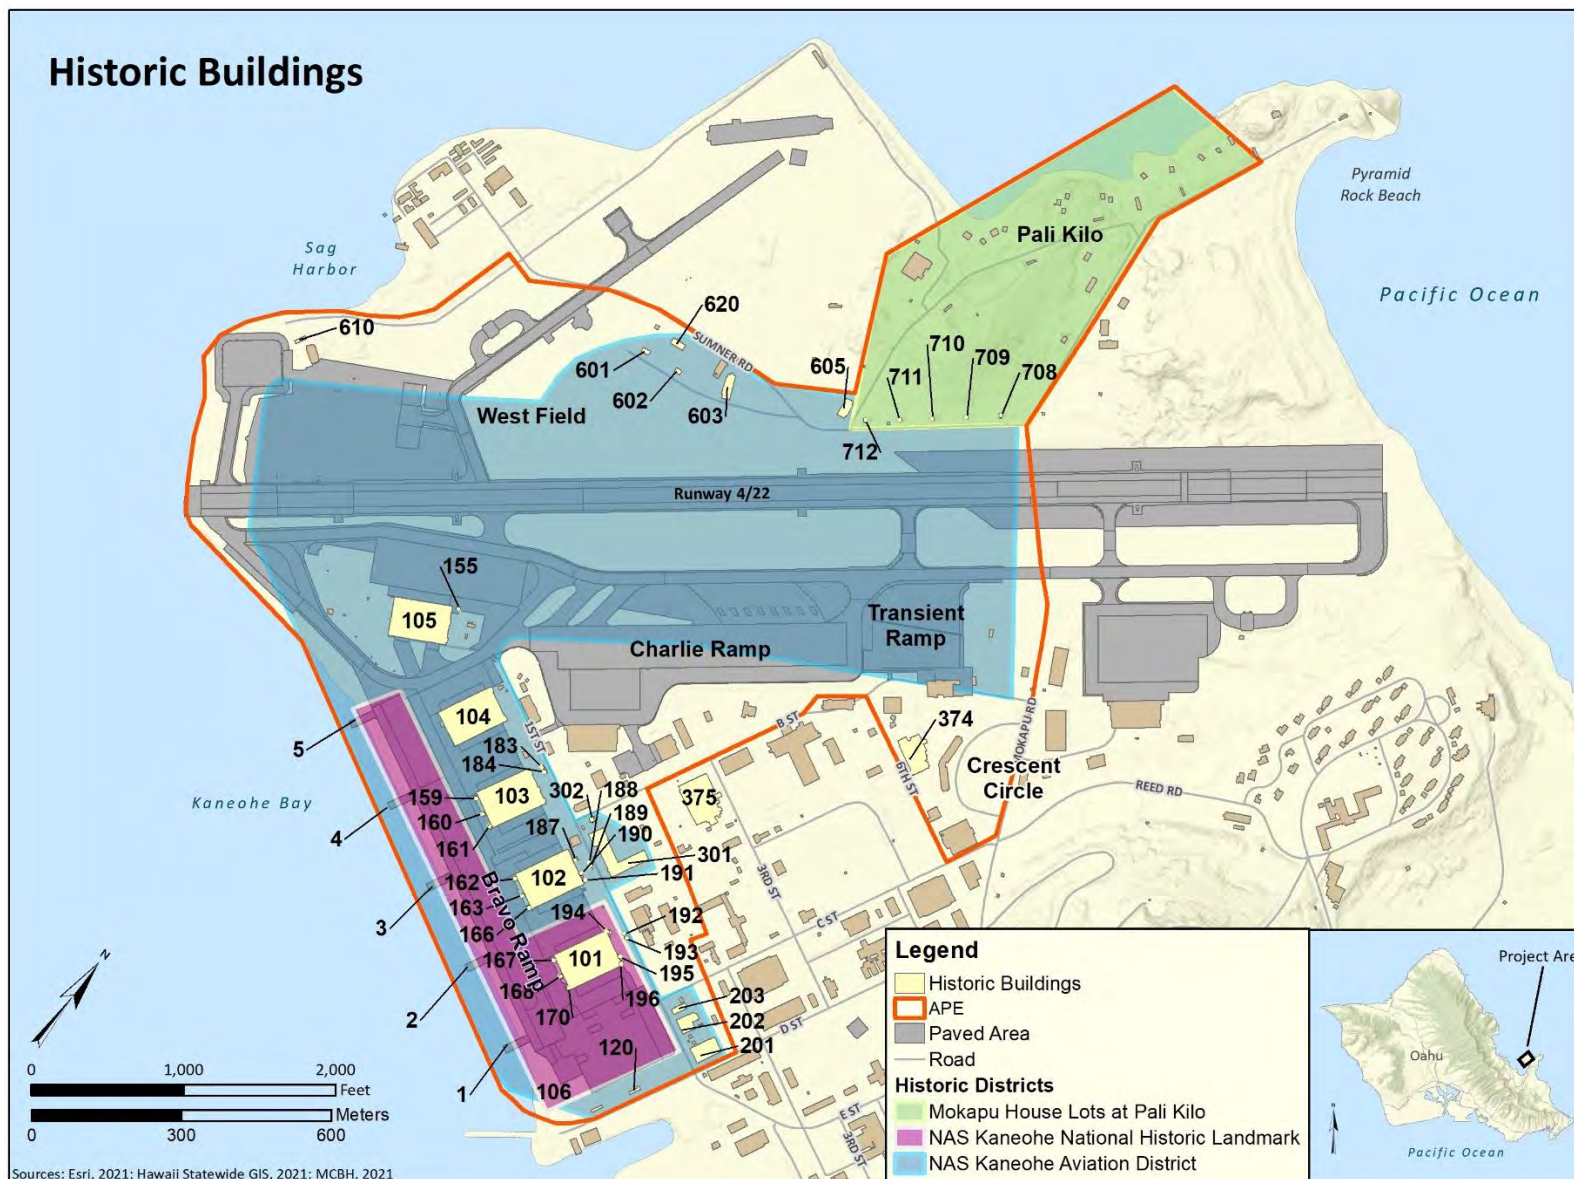 Historic Buildings
Sag
Harbor
Pyramid
Rock Beach
Pali Kilo
Pacific Ocean
610
620
SUMNER RD
601
602
603
605
710
709
711
708
712
West Field
Runway 4/22
155
105
Transient
Ramp
Charlie Ramp
104
5
1ST ST
183
184
B ST
374
6TH ST
MOKAPU RD
Crescent
Circle
REED RD
Kaneohe Bay
159
103
302
188
375
4
160
189
161
187
190
301
3RD ST
162
102
191
163
Bravo Ramp
3
166
194
192
C ST
193
167
101
195
2
168
170
196
203
202
D ST
201
120
1
106
E ST
3RD ST
N
0 1,000 2,000
Feet
Meters
0 300 600
Sources: Esri, 2021; Hawaii Statewide GIS, 2021; MCBH, 2021
Legend
Historic Buildings
APE
Paved Area
Road
Historic Districts
Mokapu House Lots at Pali Kilo
NAS Kaneohe National Historic Landmark
NAS Kaneohe Aviation District
Project Area
Oahu
N
Pacific Ocean